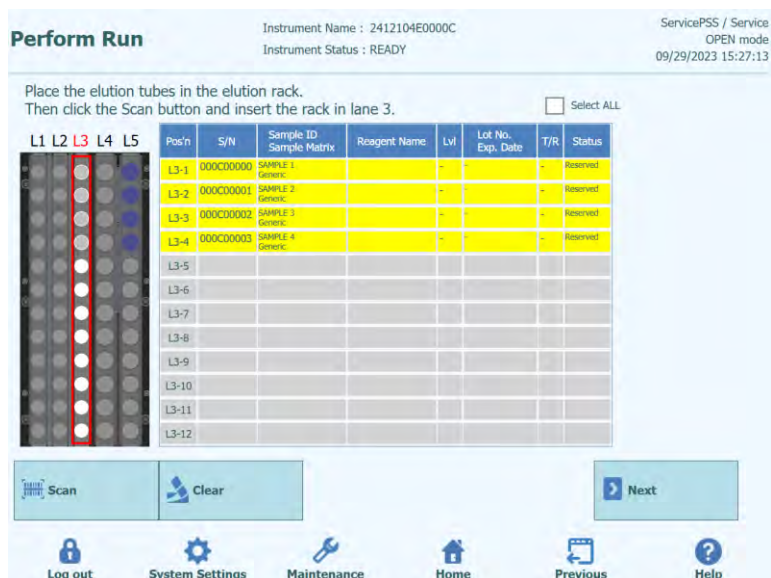 Perform Run
Instrument Name : 2412104E0000C
Instrument Status : READY
ServicePSS / Service
OPEN mode
09/29/2023 15:27:13
Place the elution tubes in the elution rack.
Then click the Scan button and insert the rack in lane 3.
Select ALL
L1 L2 L3 L4 L5
Pos'n S/N Sample ID Sample Matrix Reagent Name Lvl Lot No. Exp. Date T/R Status
L3-1 000C00000 SAMPLE 1 Generic - - - Reserved
L3-2 000C00001 SAMPLE 2 Generic - - - Reserved
L3-3 000C00002 SAMPLE 3 Generic - - - Reserved
L3-4 000C00003 SAMPLE 4 Generic - - - Reserved
L3-5
L3-6
L3-7
L3-8
L3-9
L3-10
L3-11
L3-12
Scan
Clear
Next
Log out
System Settings
Maintenance
Home
Previous
Help